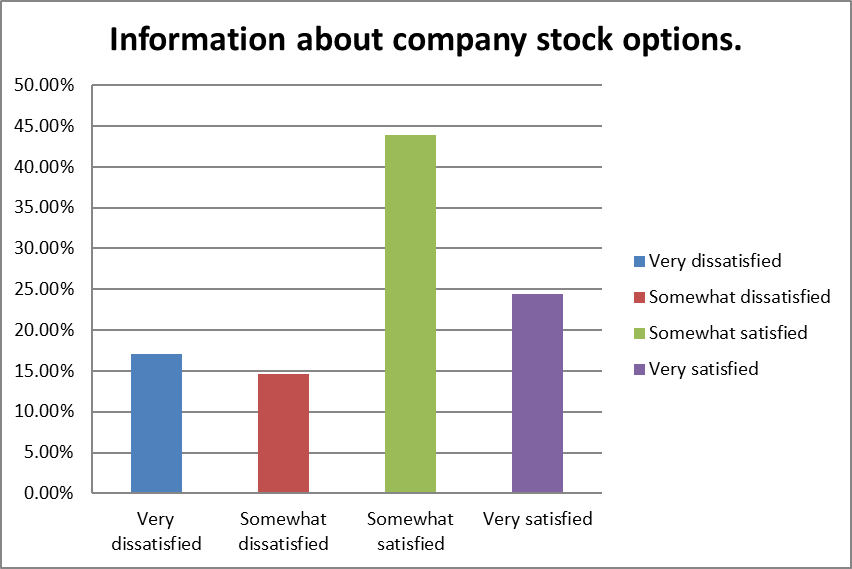 Information about company stock options.
50.00%
45.00%
40.00%
35.00%
30.00%
25.00%
20.00%
15.00%
10.00%
5.00%
0.00%
Very
dissatisfied
Somewhat
dissatisfied
Somewhat
satisfied
Very satisfied
Very dissatisfied
Somewhat dissatisfied
Somewhat satisfied
Very satisfied